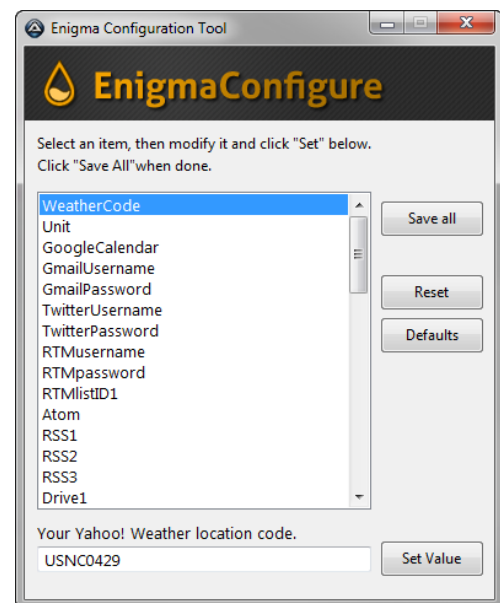 Enigma Configuration Tool
EnigmaConfigure
Select an item, then modify it and click "Set" below.
Click "Save All"when done.
WeatherCode
Unit
GoogleCalendar
GmailUsername
GmailPassword
TwitterUsername
TwitterPassword
RTMusername
RTMpassword
RTMlistID1
Atom
RSS1
RSS2
RSS3
Drive1
Save all
Reset
Defaults
Your Yahoo! Weather location code.
USNC0429
Set Value